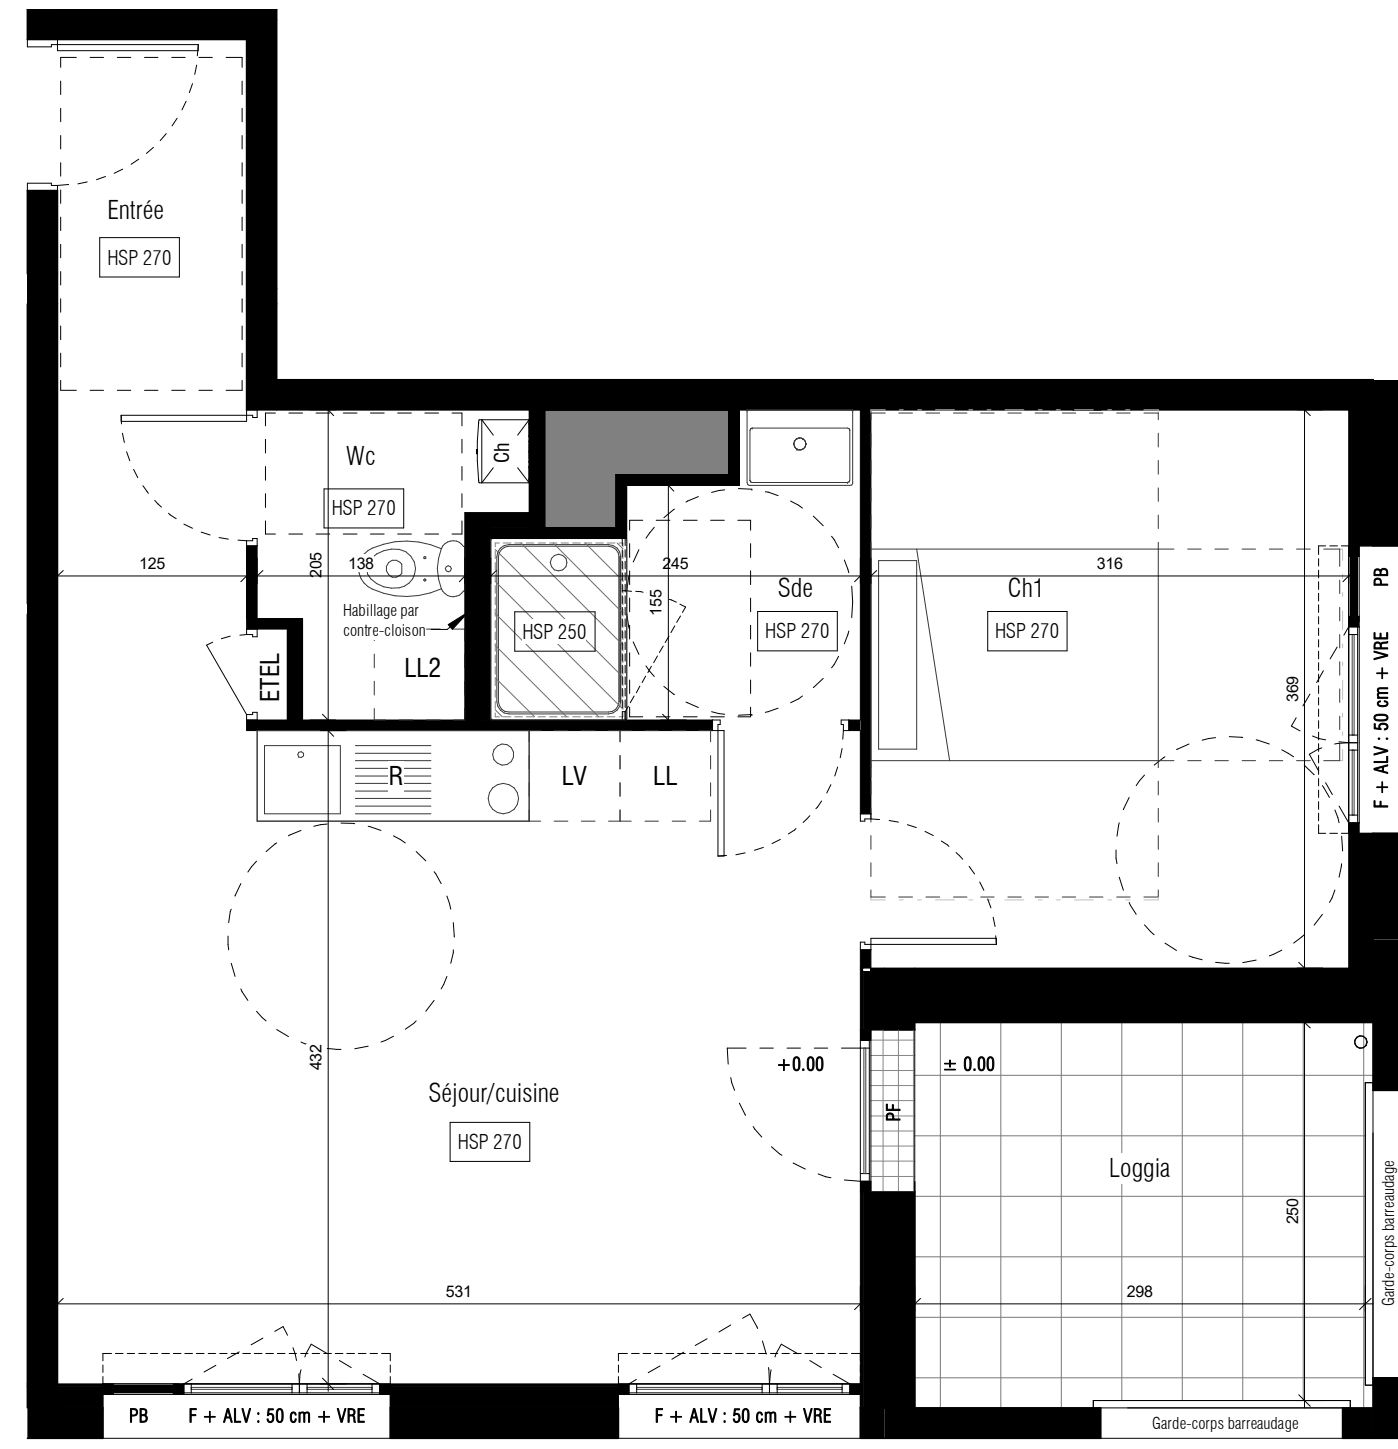 Entrée
HSP 270
Wc
HSP 270
Ch
125
205
138
245
155
316
369
Habillage par
contre-cloison
LL2
ETEL
HSP 250
Sde
HSP 270
Ch1
HSP 270
PB
F + ALV : 50 cm + VRE
R
LV
LL
432
Séjour/cuisine
HSP 270
+0.00
± 0.00
PF
Loggia
250
298
531
Garde-corps barreaudage
PB
F + ALV : 50 cm + VRE
F + ALV : 50 cm + VRE
Garde-corps barreaudage